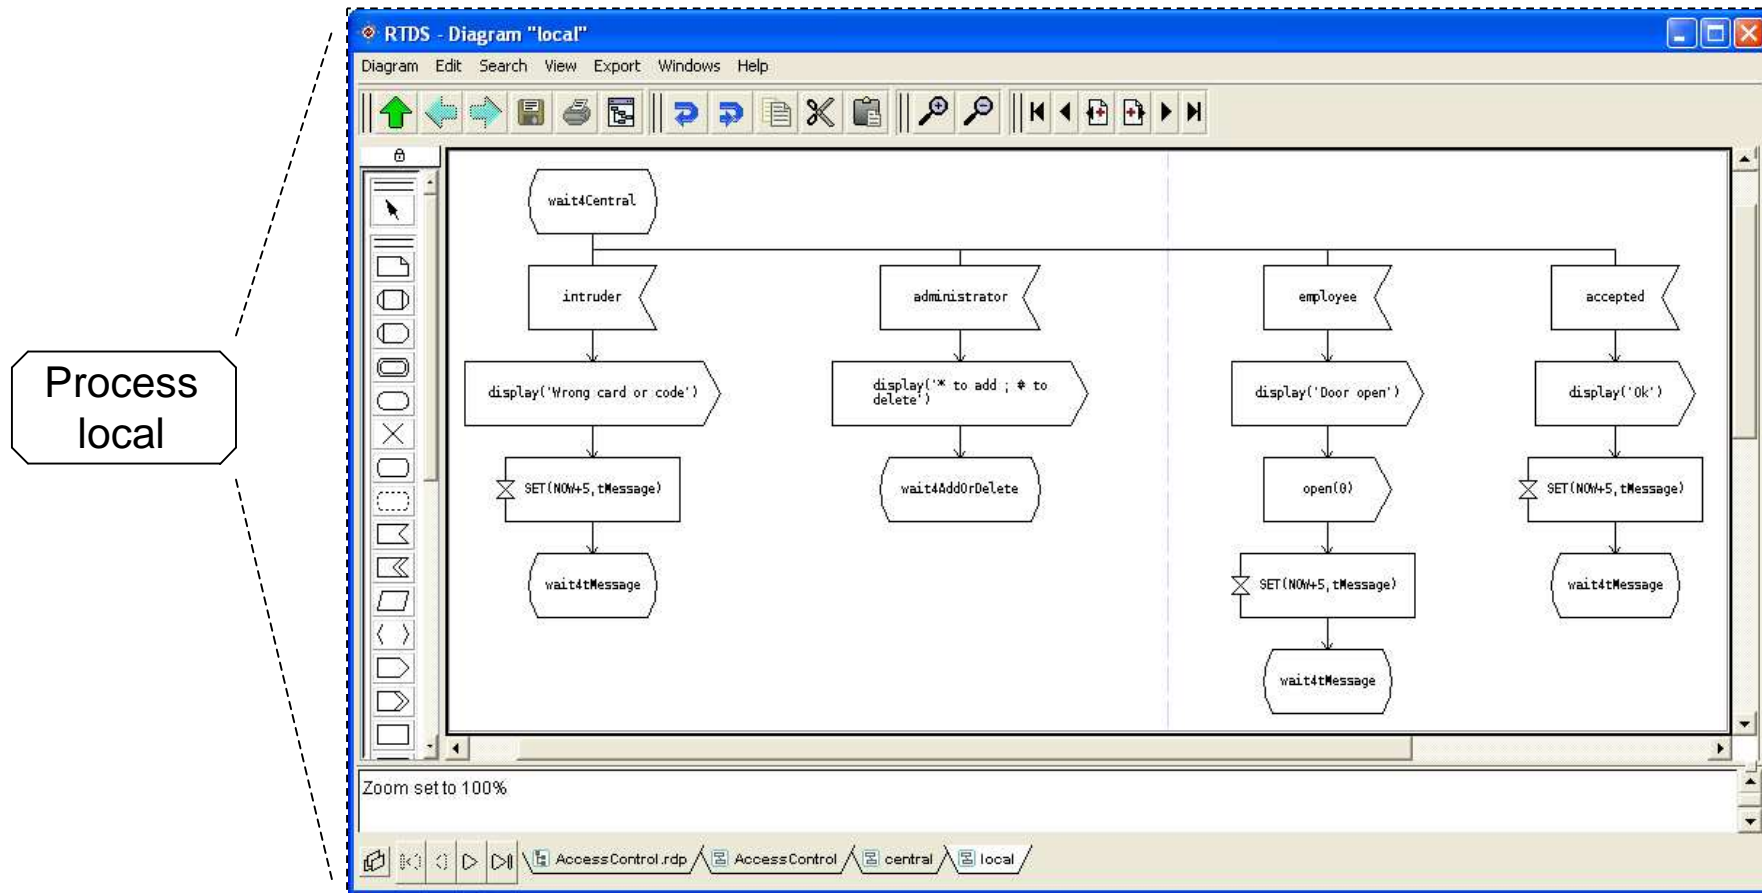 RTDS - Diagram "local"
Diagram Edit Search View Export Windows Help
Process
local
wait4Central
intruder
administrator
employee
accepted
display('Wrong card or code')
display('* to add ; # to
delete')
display('Door open')
display('Ok')
SET(NOW+5,tMessage)
wait4AddOrDelete
open(0)
SET(NOW+5,tMessage)
wait4tMessage
SET(NOW+5,tMessage)
wait4tMessage
wait4tMessage
Zoom set to 100%
AccessControl.rdp
AccessControl
central
local